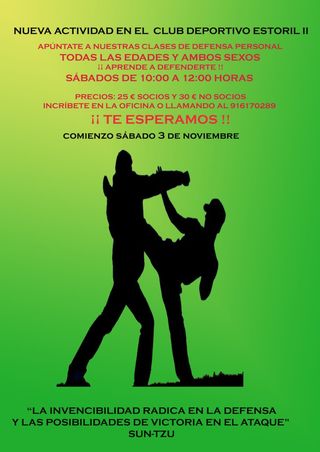 NUEVA ACTIVIDAD EN EL CLUB DEPORTIVO ESTORIL II
APÚNTATE A NUESTRAS CLASES DE DEFENSA PERSONAL
TODAS LAS EDADES Y AMBOS SEXOS
¡¡ APRENDE A DEFENDERTE !!
SÁBADOS DE 10:00 A 12:00 HORAS
PRECIOS: 25 € SOCIOS Y 30 € NO SOCIOS
INCRÍBETE EN LA OFICINA O LLAMANDO AL 916170289
¡¡ TE ESPERAMOS !!
COMIENZO SÁBADO 3 DE NOVIEMBRE
“LA INVENCIBILIDAD RADICA EN LA DEFENSA
Y LAS POSIBILIDADES DE VICTORIA EN EL ATAQUE”
SUN-TZU